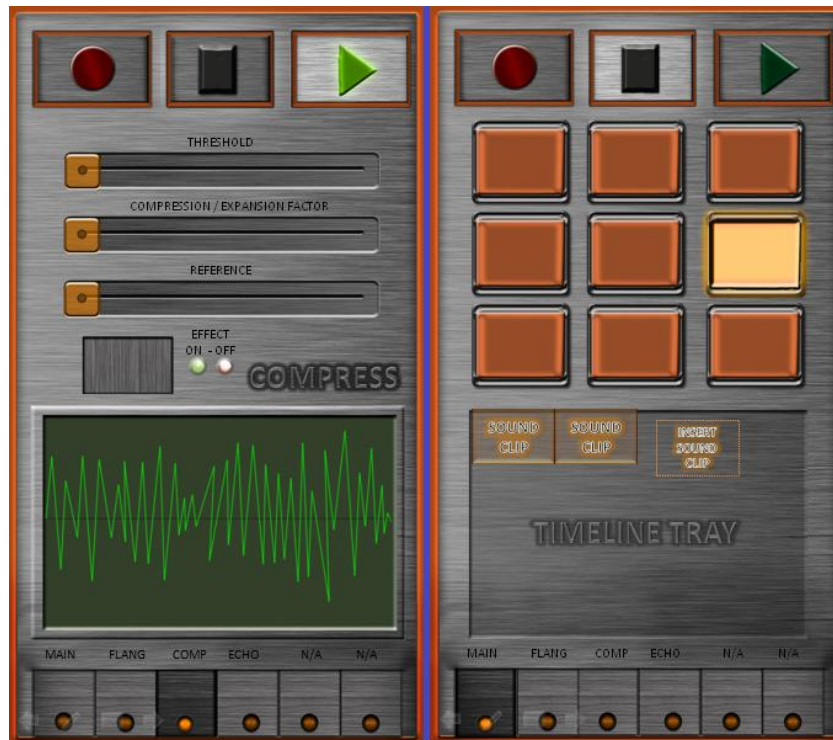 THRESHOLD
COMPRESSION / EXPANSION FACTOR
REFERENCE
EFFECT
ON - OFF
COMPRESS
MAIN FLANG COMP ECHO N/A N/A
SOUND
CLIP
SOUND
CLIP
INSERT
SOUND
CLIP
TIMELINE TRAY
MAIN FLANG COMP ECHO N/A N/A